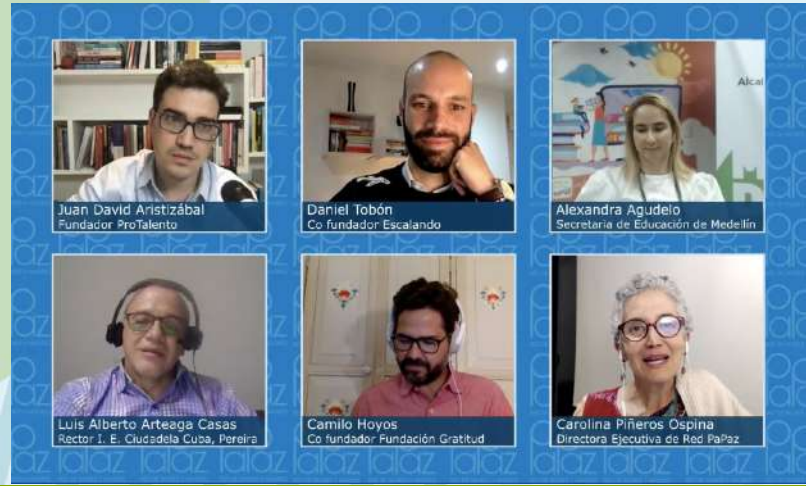 Alcal
Juan David Aristizábal
Fundador ProTalento
Daniel Tobón
Co fundador Escalando
Alexandra Agudelo
Secretaria de Educación de Medellín
Luis Alberto Arteaga Casas
Rector I. E. Ciudadela Cuba, Pereira
Camilo Hoyos
Co fundador Fundación Gratitud
Carolina Piñeros Ospina
Directora Ejecutiva de Red PaPaz